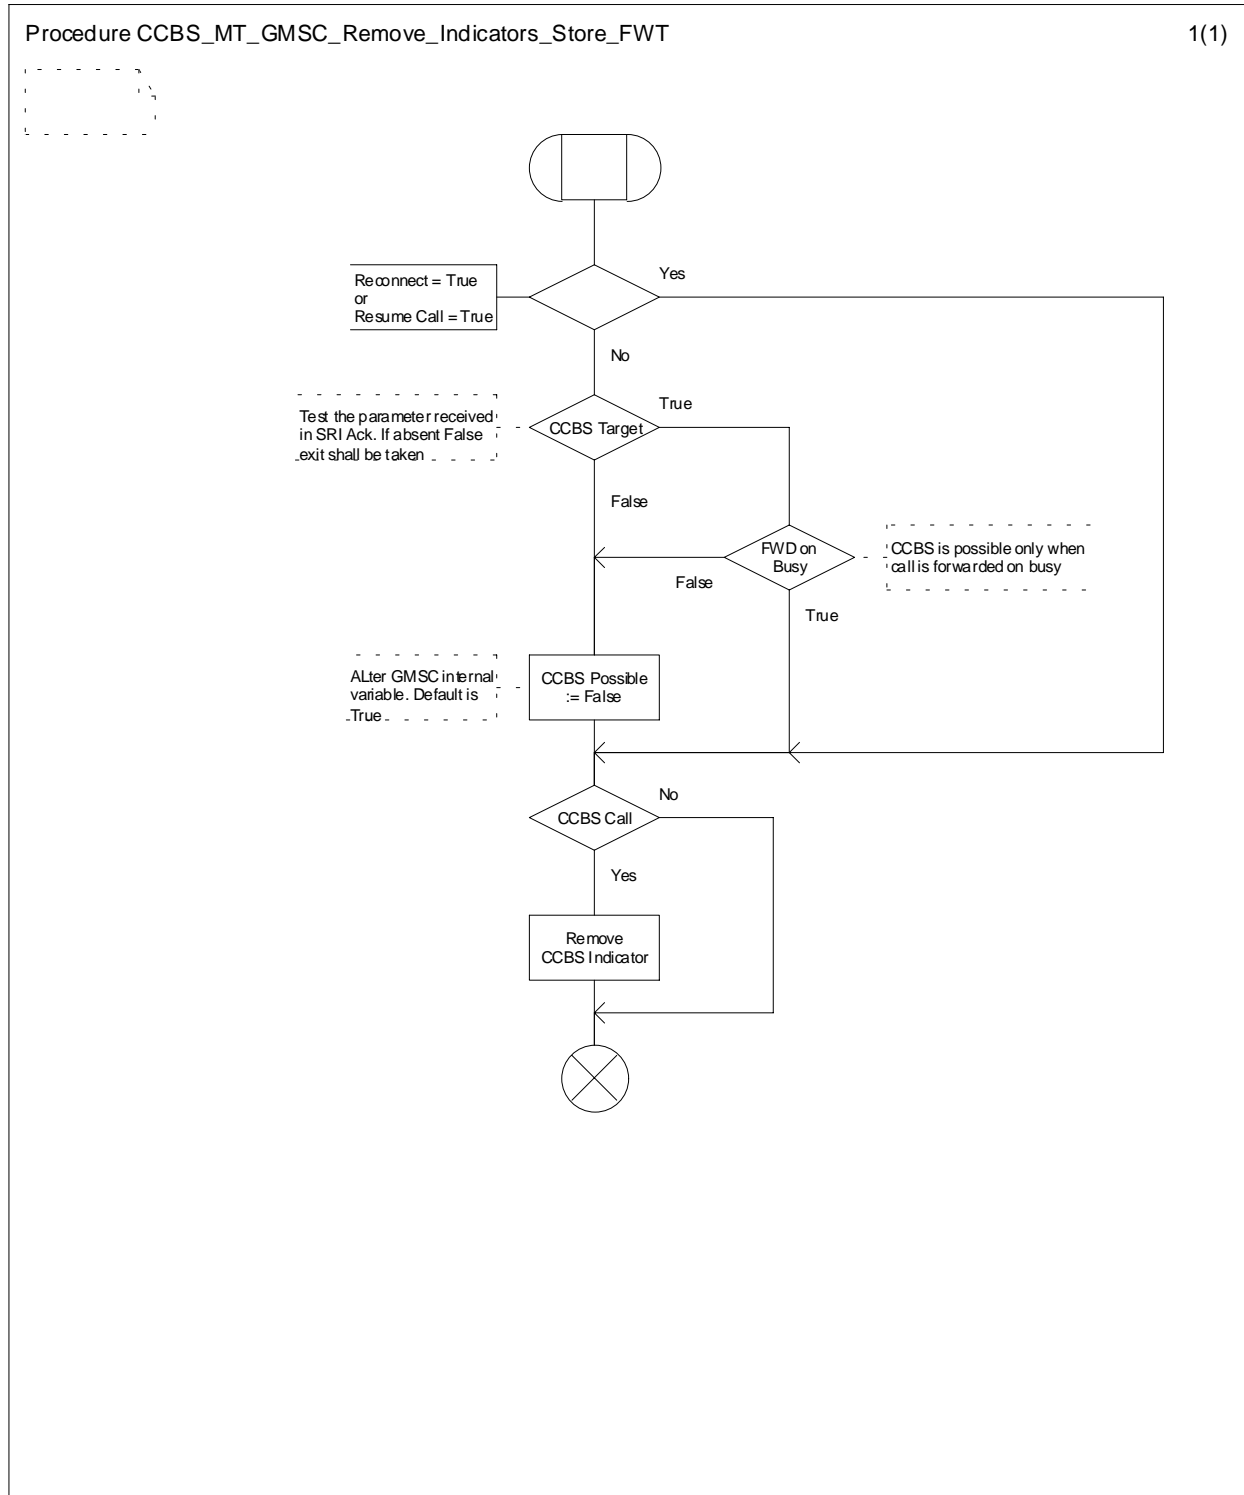 Procedure CCBS_MT_GMSC_Remove_Indicators_Store_FWT
1(1)
Reconnect = True
or
Resume Call = True
Yes
No
Test the parameter received
in SRI Ack. If absent False
exit shall be taken
CCBS Target
True
False
FWD on
Busy
CCBS is possible only when
call is forwarded on busy
False
True
ALter GMSC internal
variable. Default is
True
CCBS Possible
:= False
CCBS Call
No
Yes
Remove
CCBS Indicator